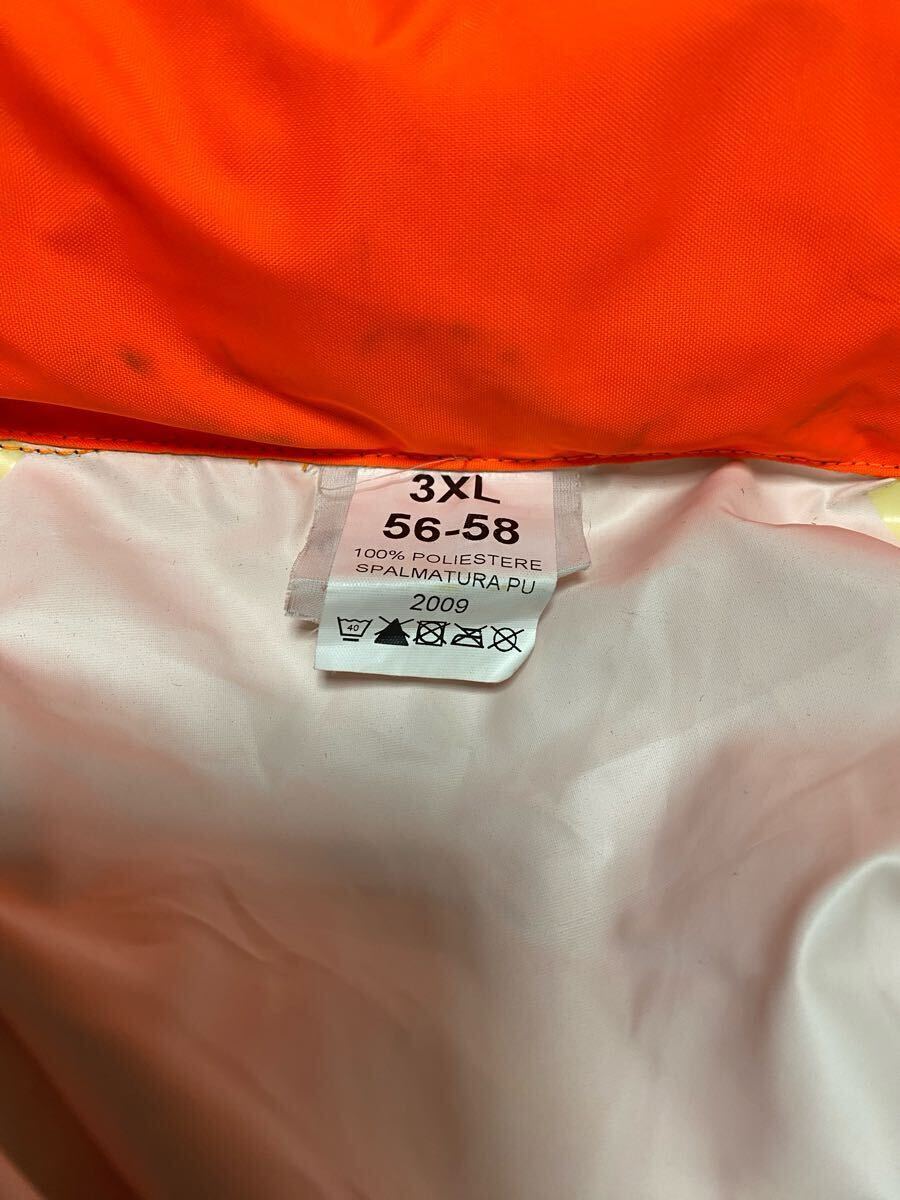 3XL
56-58
100% POLIESTERE
SPALMATURA PU
2009
40